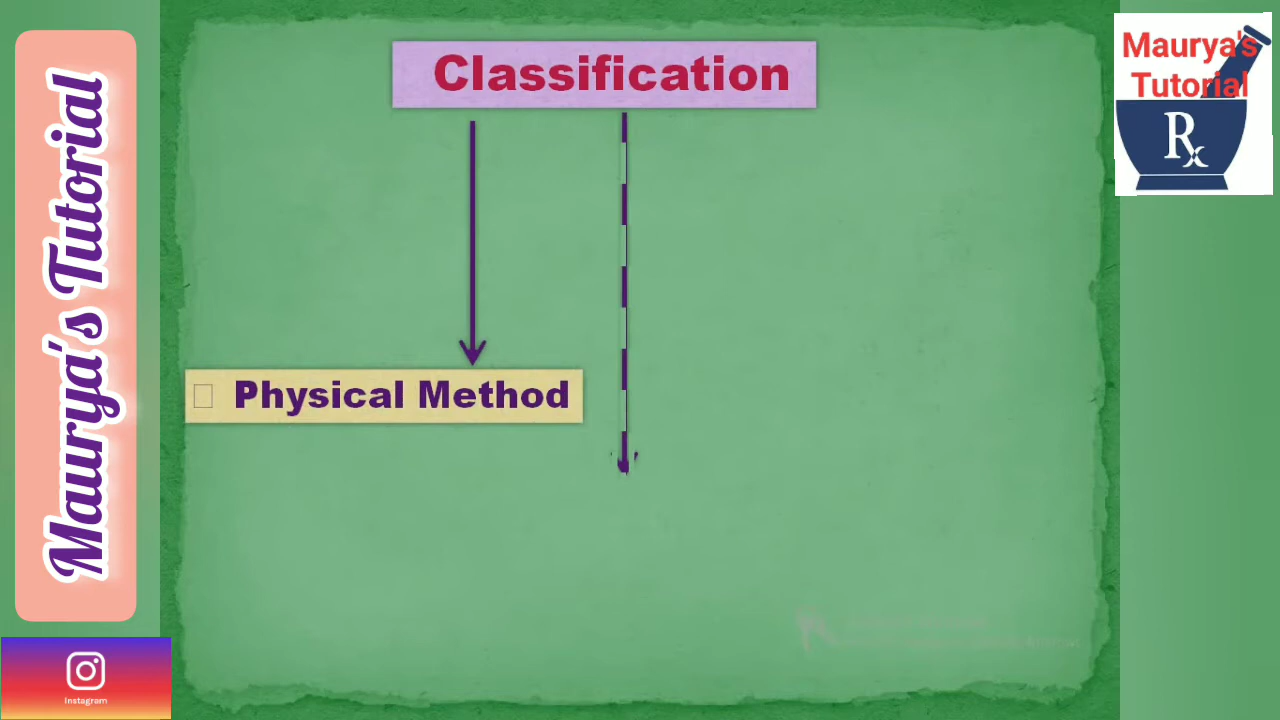 Classification
Physical Method
Maurya's Tutorial
Maurya's
Tutorial
Rx
Instagram